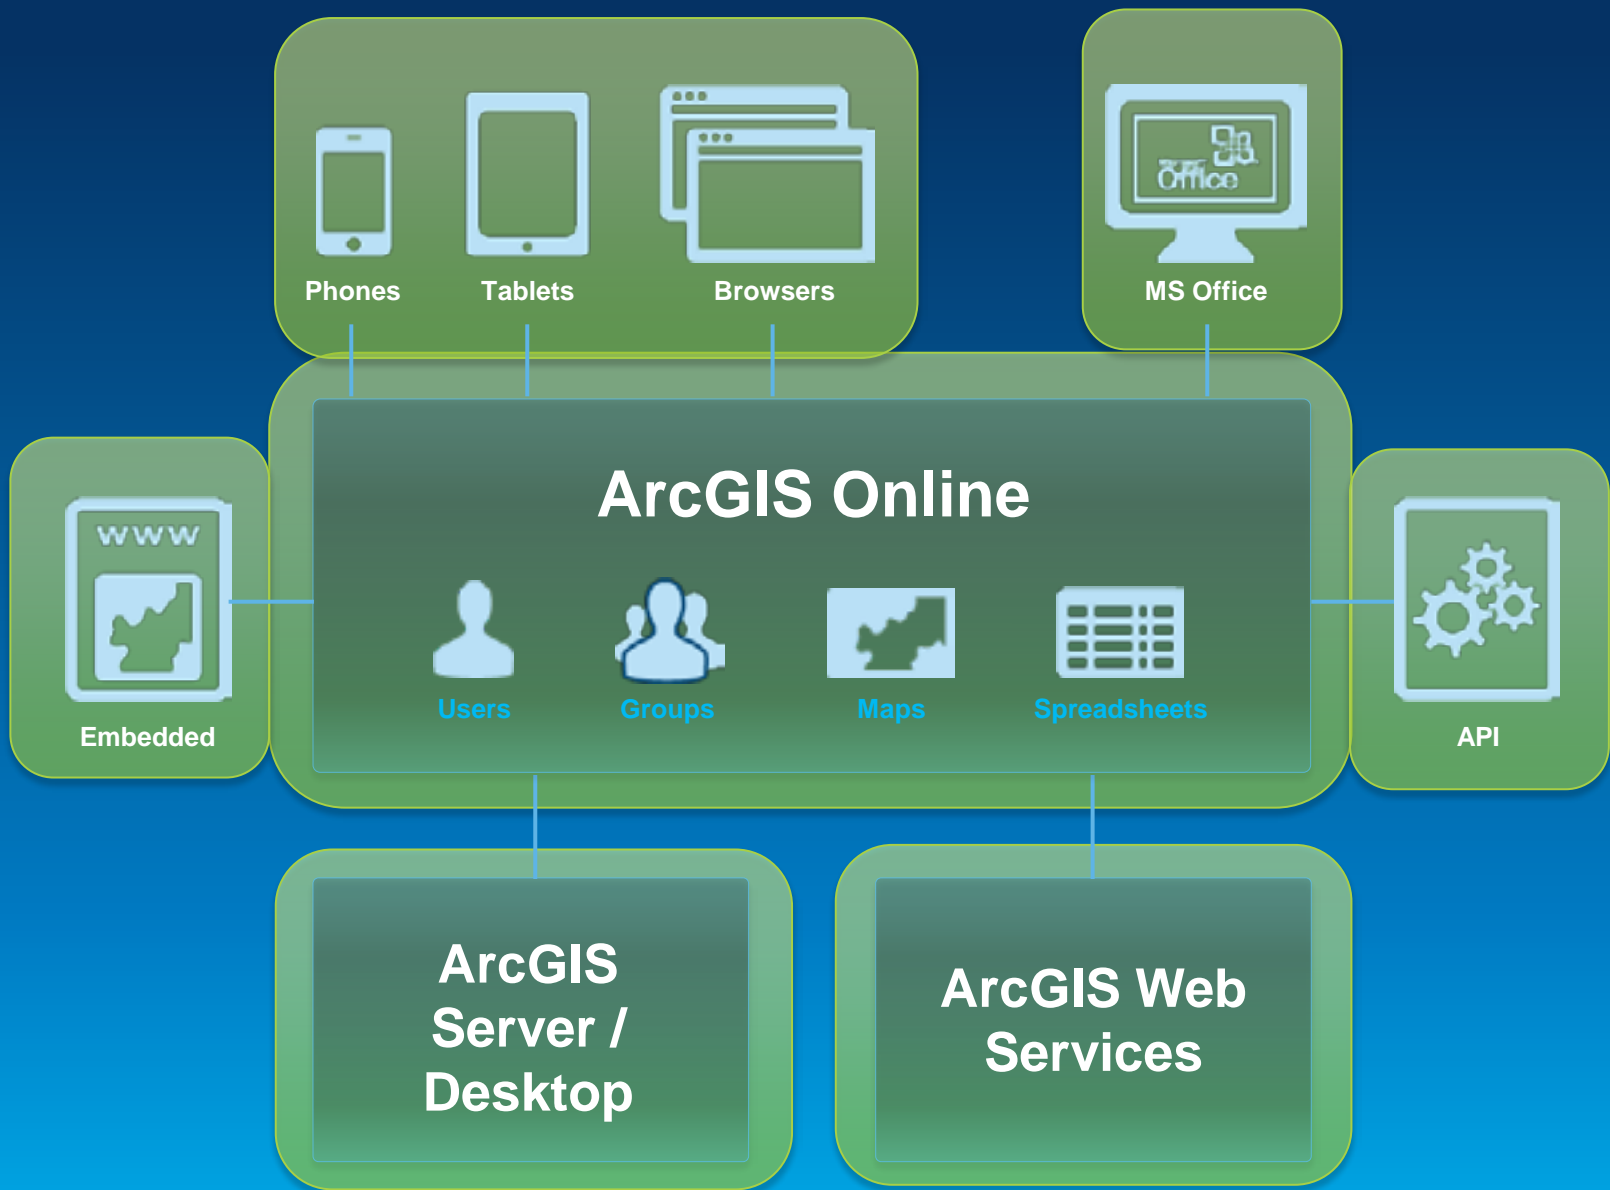 Office
Phones
Tablets
Browsers
MS Office
ArcGIS Online
WWW
Embedded
Users
Groups
Maps
Spreadsheets
API
ArcGIS
Server /
Desktop
ArcGIS Web
Services